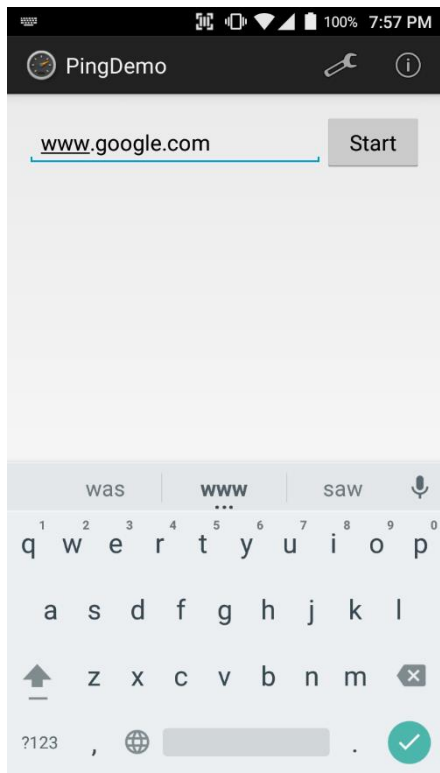 100% 7:57 PM
PingDemo
www.google.com Start
was www saw
1 2 3 4 5 6 7 8 9 0
q w e r t y u i o p
a s d f g h j k l
z x c v b n m
?123 , .